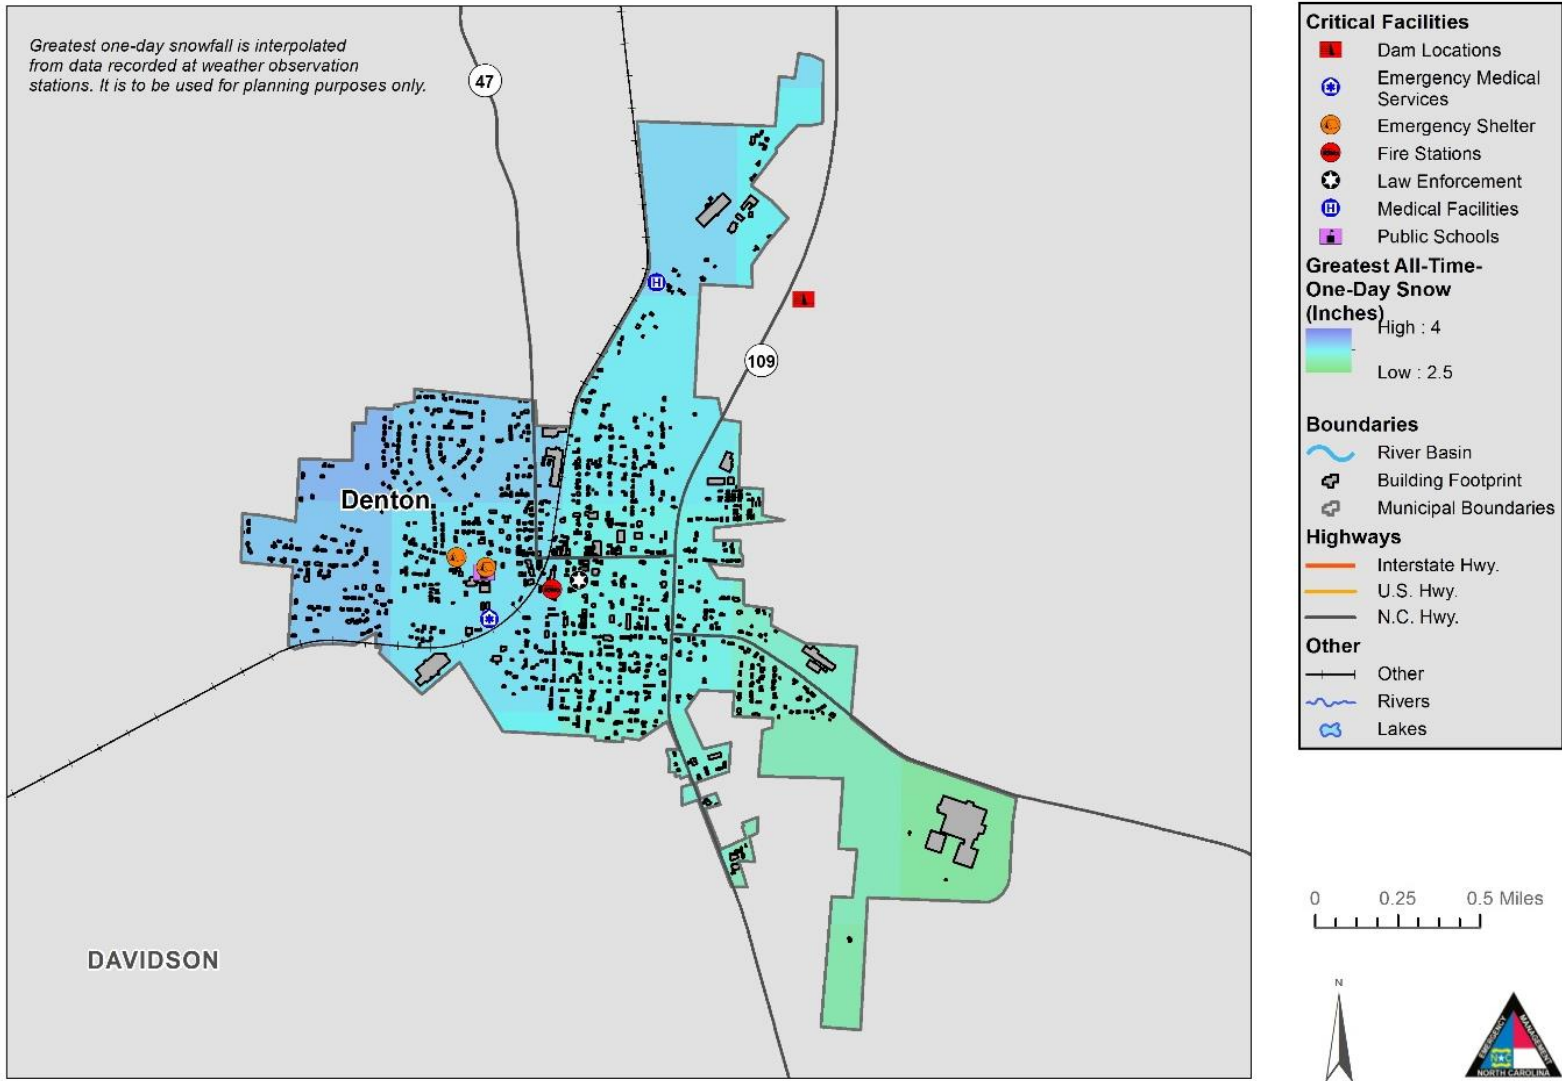 Greatest one-day snowfall is interpolated
from data recorded at weather observation
stations. It is to be used for planning purposes only.
47
109
Denton
DAVIDSON
Critical Facilities
Dam Locations
Emergency Medical
Services
Emergency Shelter
Fire Stations
Law Enforcement
H
Medical Facilities
Public Schools
Greatest All-Time-
One-Day Snow
(Inches)
High : 4
Low : 2.5
Boundaries
River Basin
Building Footprint
Municipal Boundaries
Highways
Interstate Hwy.
U.S. Hwy.
N.C. Hwy.
Other
Other
Rivers
Lakes
0 0.25 0.5 Miles
N
EMERGENCY
MANAGEMENT
NORTH CAROLINA